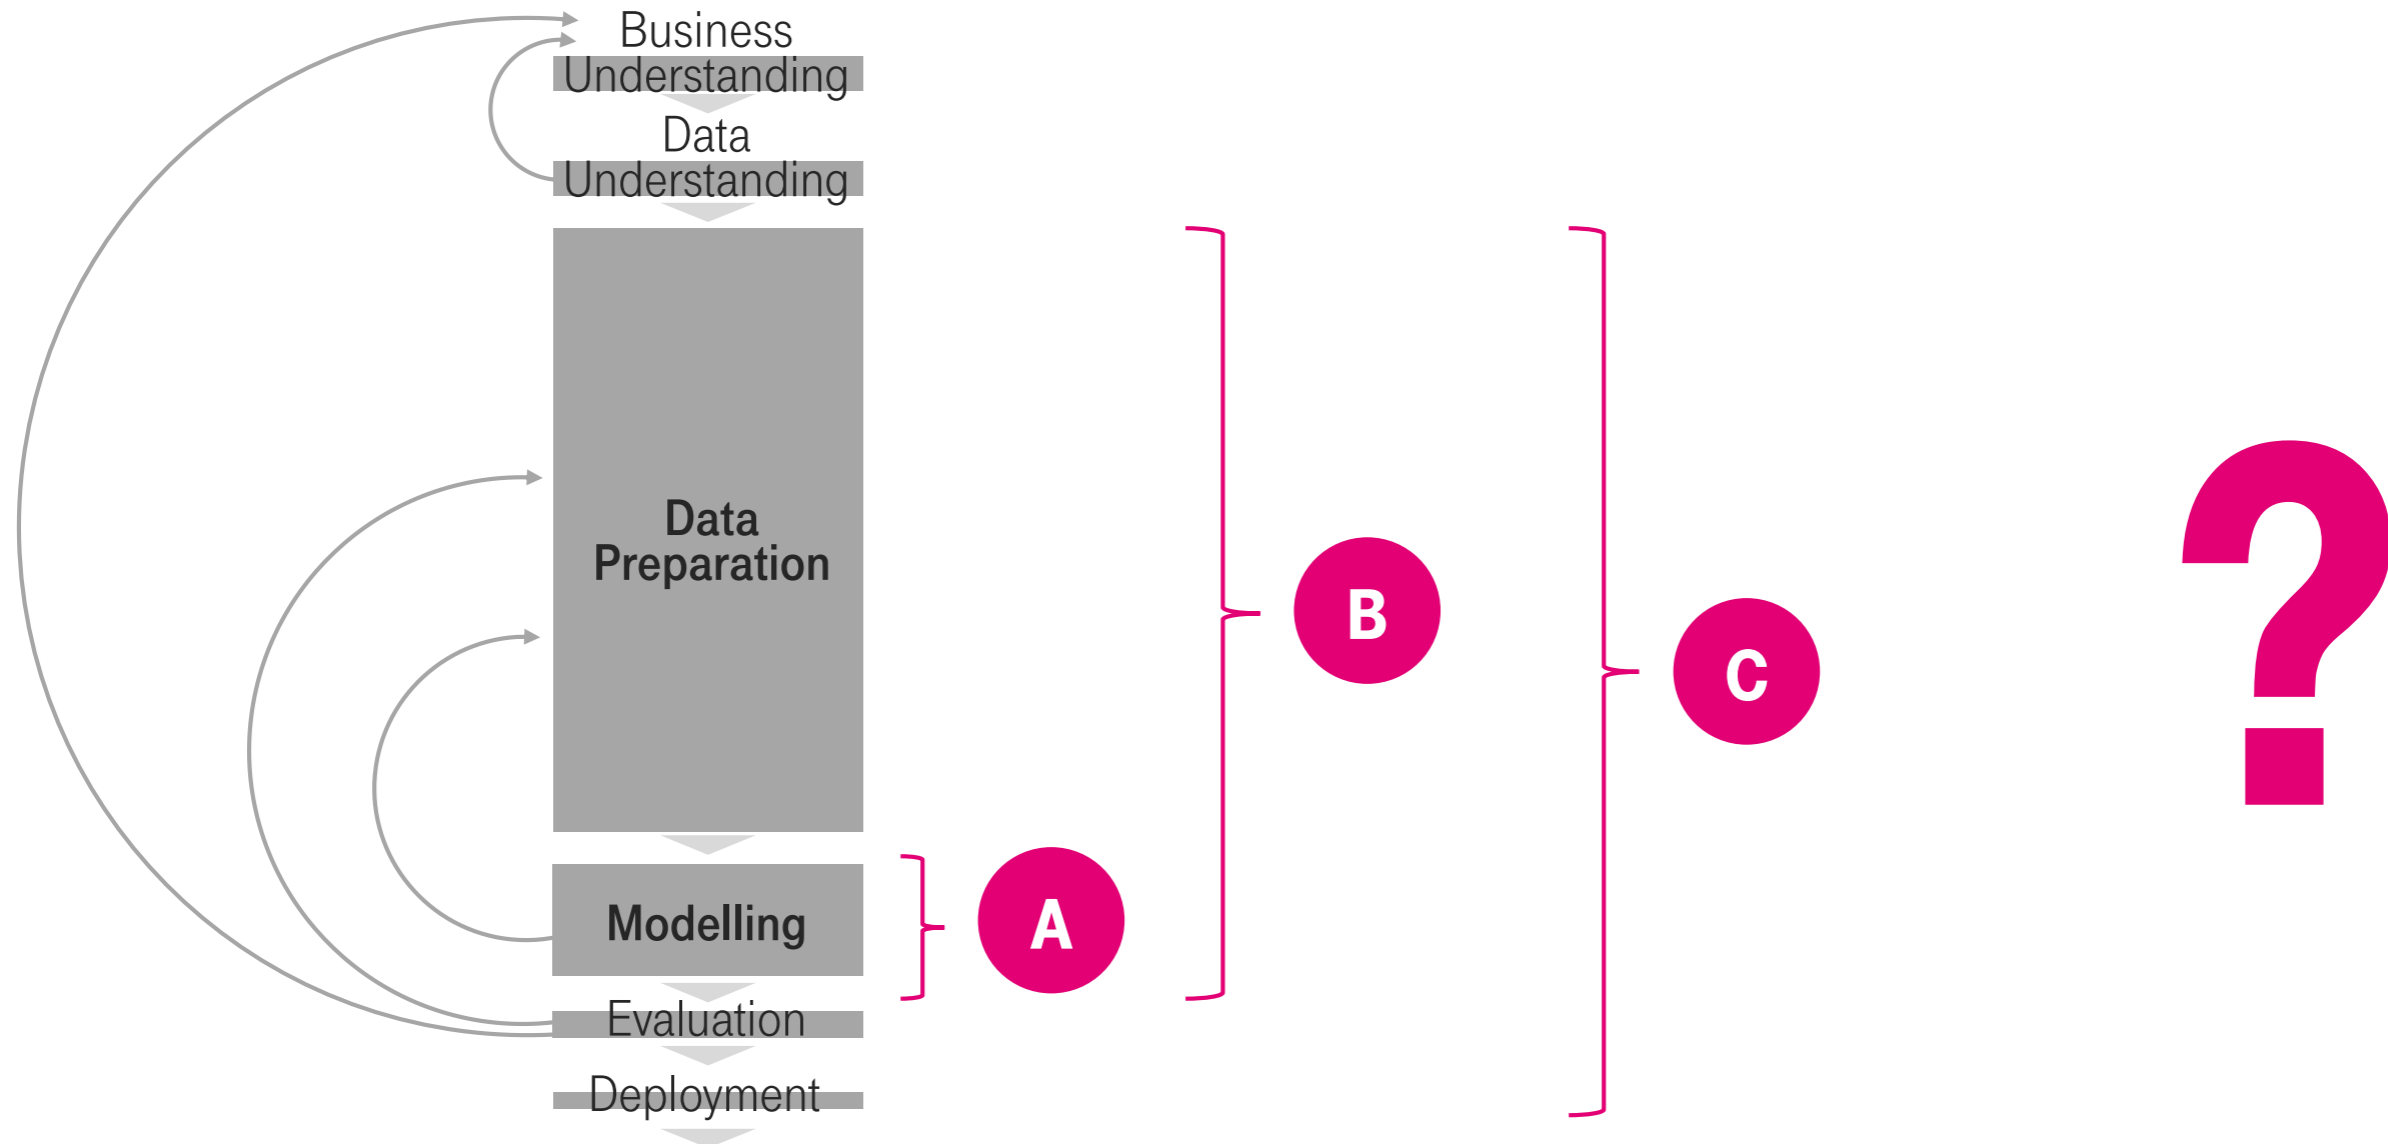 Business
Understanding
Data
Understanding
Data
Preparation
B
C
?
Modelling
A
Evaluation
Deployment